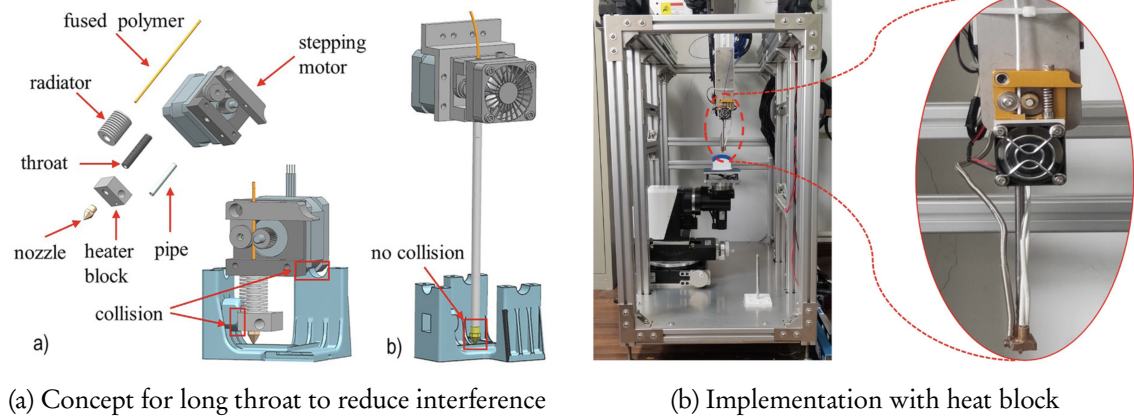 fused polymer
stepping
motor
radiator
throat
nozzle
heater
block
pipe
collision
a)
no collision
b)
(a) Concept for long throat to reduce interference
b)
(b) Implementation with heat block